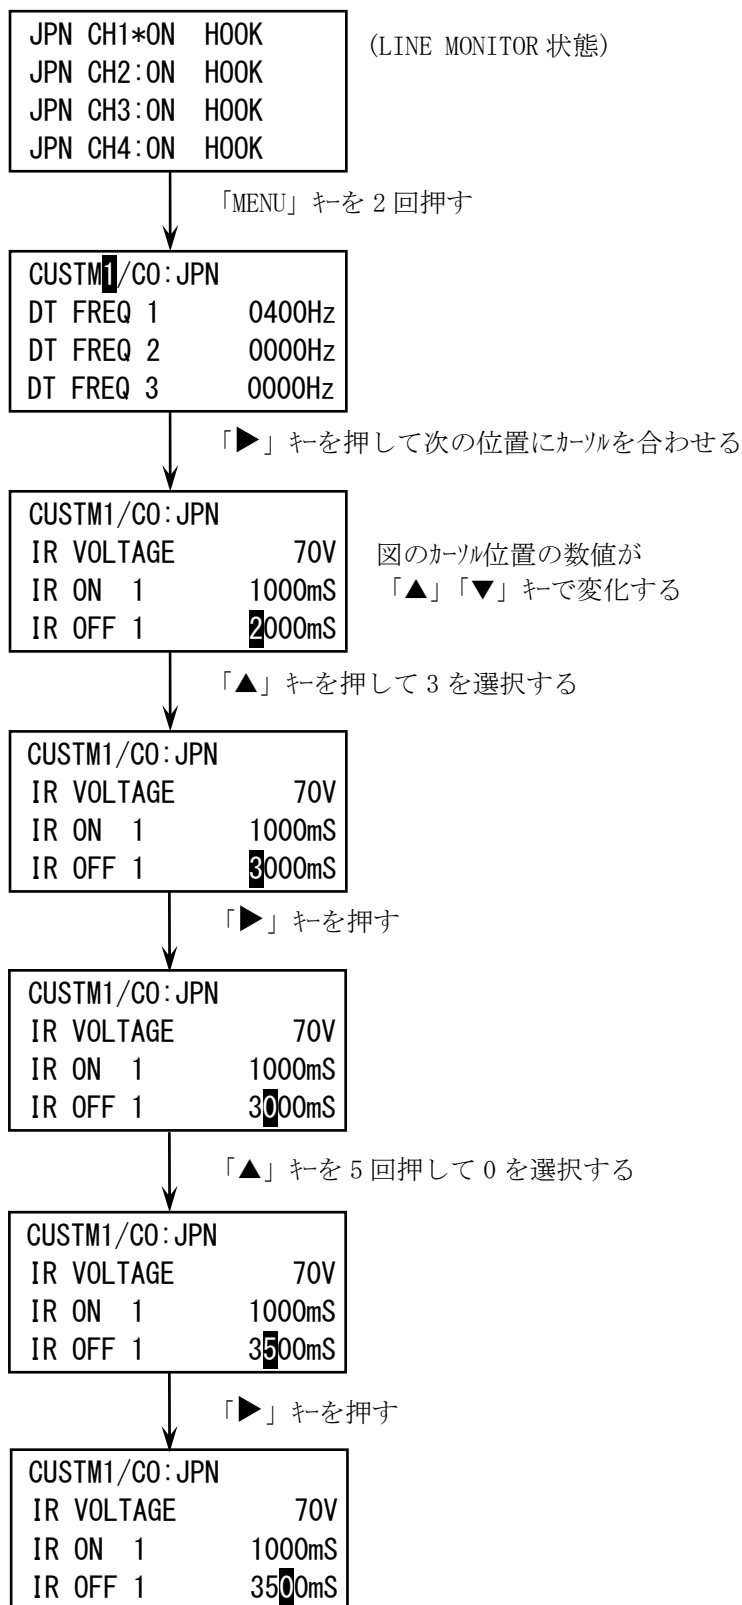 JPN CH1*ON HOOK
(LINE MONITOR 状態)
JPN CH2:ON HOOK
JPN CH3:ON HOOK
JPN CH4:ON HOOK
「MENU」ｷｰを 2 回押す
CUSTM1/CO:JPN
DT FREQ 1 0400Hz
DT FREQ 2 0000Hz
DT FREQ 3 0000Hz
「▶」ｷｰを押して次の位置にｶｰｿﾙを合わせる
CUSTM1/CO:JPN
IR VOLTAGE 70V
IR ON 1 1000mS
IR OFF 1 2000mS
図のｶｰｿﾙ位置の数値が
「▲」「▼」ｷｰで変化する
「▲」ｷｰを押して 3 を選択する
CUSTM1/CO:JPN
IR VOLTAGE 70V
IR ON 1 1000mS
IR OFF 1 3000mS
「▶」ｷｰを押す
CUSTM1/CO:JPN
IR VOLTAGE 70V
IR ON 1 1000mS
IR OFF 1 3000mS
「▲」ｷｰを 5 回押して 0 を選択する
CUSTM1/CO:JPN
IR VOLTAGE 70V
IR ON 1 1000mS
IR OFF 1 3500mS
「▶」ｷｰを押す
CUSTM1/CO:JPN
IR VOLTAGE 70V
IR ON 1 1000mS
IR OFF 1 3500mS